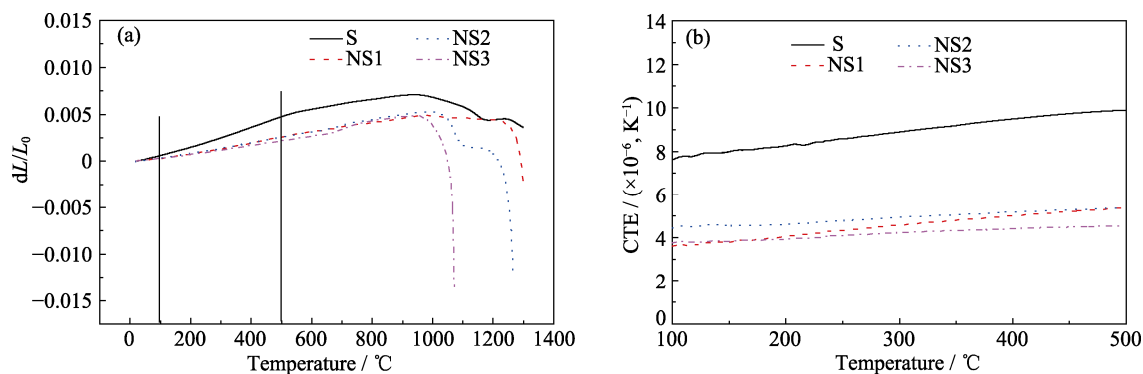 (a)
S
NS1
NS2
NS3
0.015
0.010
0.005
0
−0.005
−0.010
−0.015
dL/L0
0 200 400 600 800 1000 1200 1400
Temperature / ℃
(b)
S
NS1
NS2
NS3
14
12
10
8
6
4
2
0
CTE / (×10⁻⁶, K⁻¹)
100 200 300 400 500
Temperature / ℃